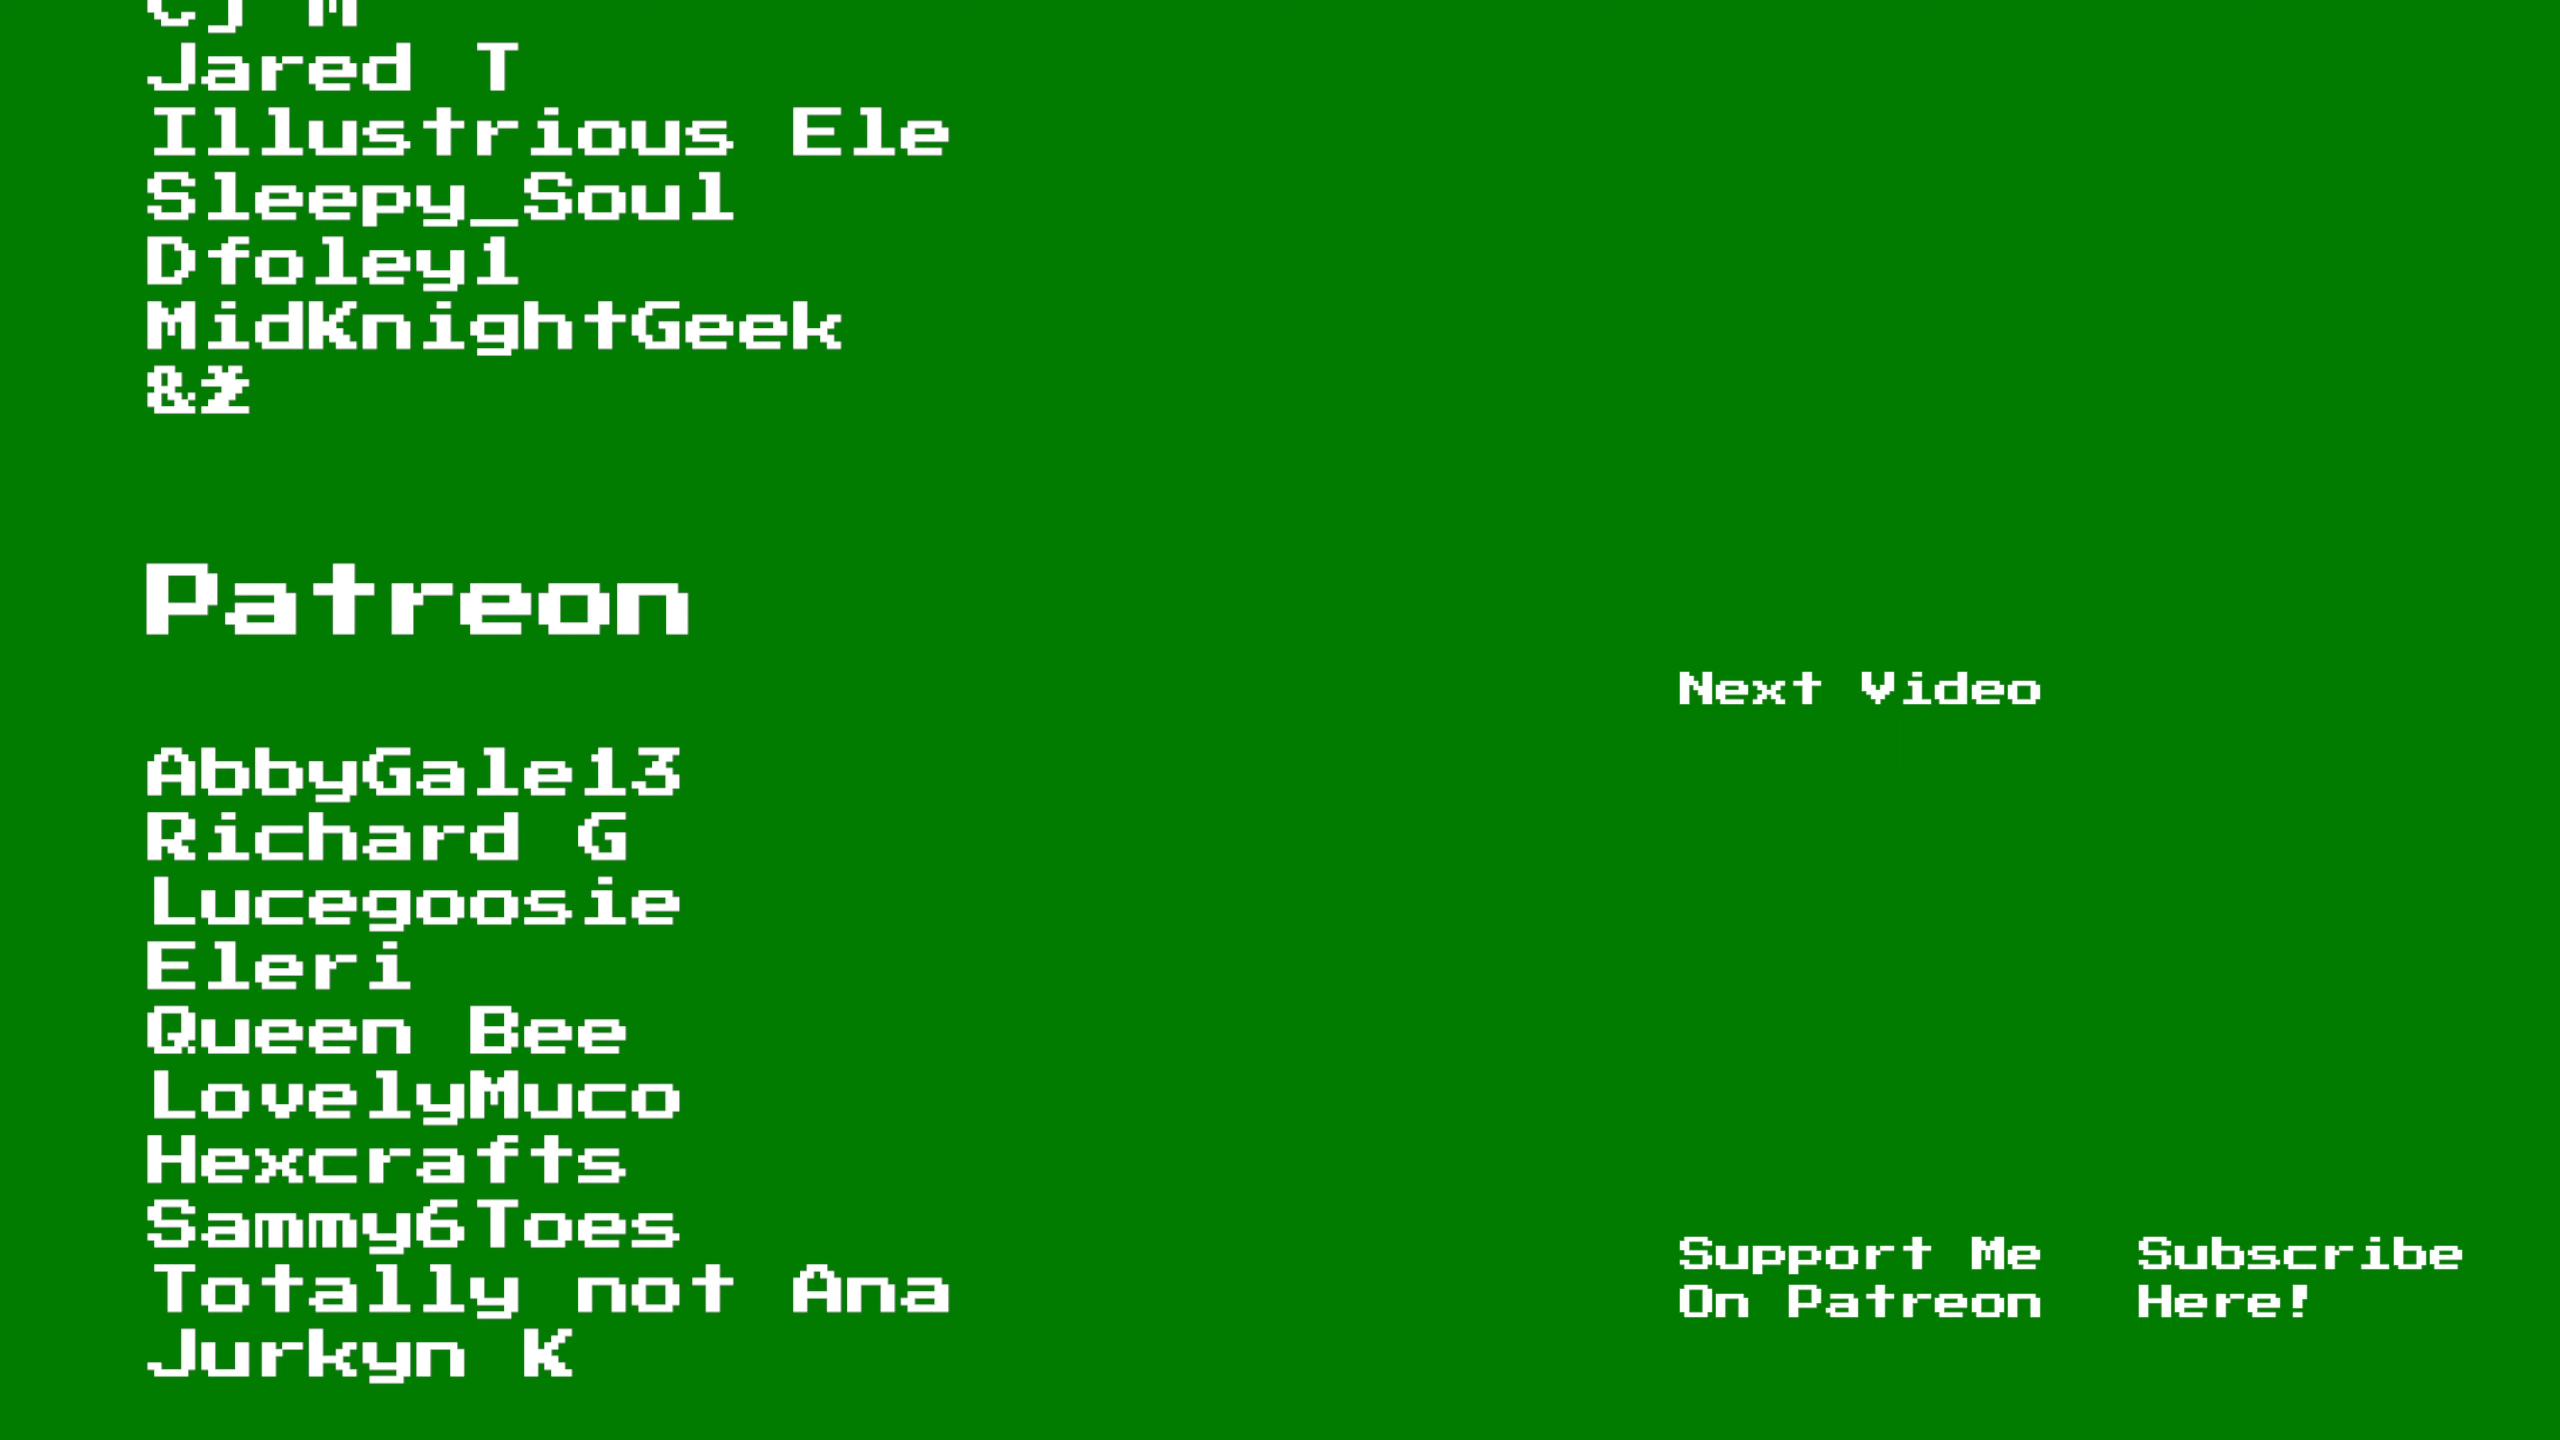 Cj M
Jared T
Illustrious Ele
Sleepy_Soul
Dfoley1
MidKnightGeek
Patreon
AbbyGale13
Richard G
Lucegoosie
Eleri
Queen Bee
LovelyMuco
Hexcrafts
Sammy6Toes
Totally not Ana
Jurkyn K
Next Video
Support Me
On Patreon
Subscribe
Here!